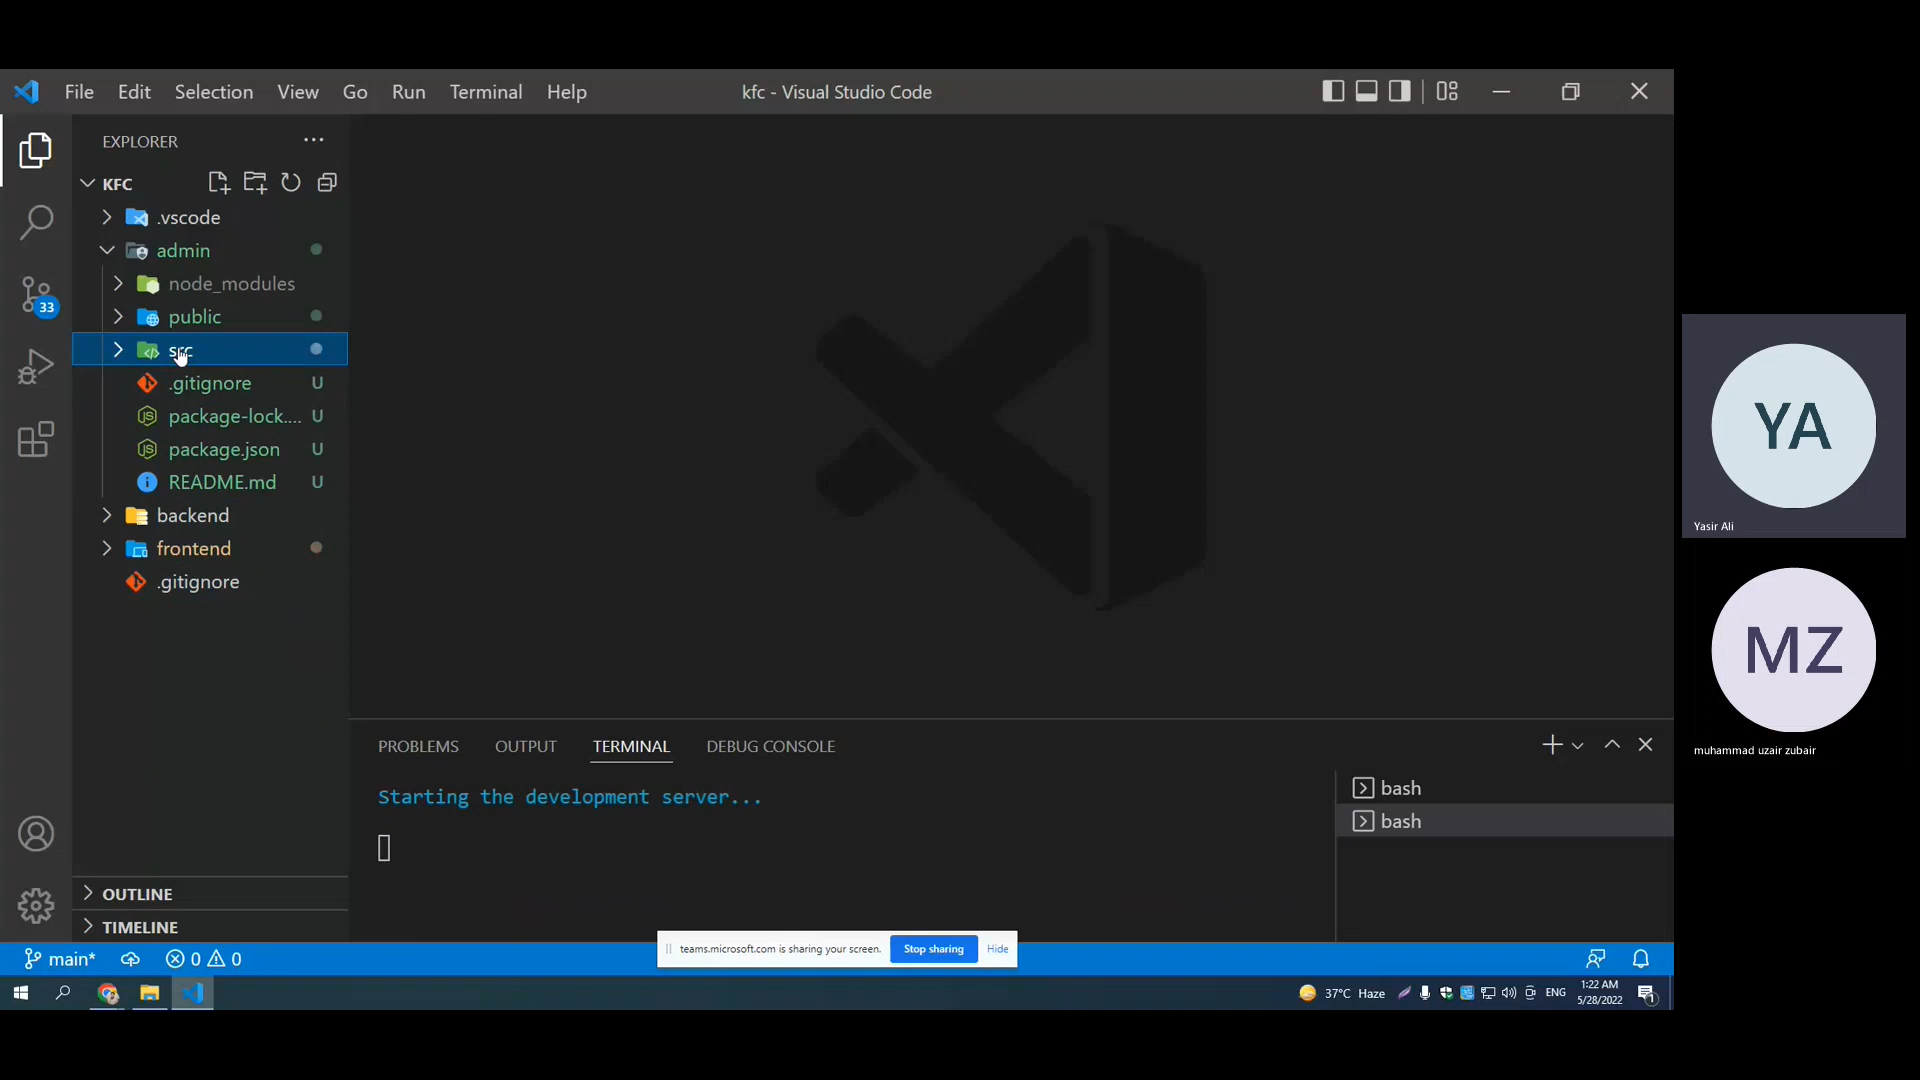 File Edit Selection View Go Run Terminal Help
kfc - Visual Studio Code
EXPLORER
KFC
.vscode
admin
node_modules
public
src
.gitignore U
package-lock.... U
package.json U
README.md U
backend
frontend
.gitignore
33
OUTLINE
TIMELINE
PROBLEMS OUTPUT TERMINAL DEBUG CONSOLE
Starting the development server...
bash
bash
teams.microsoft.com is sharing your screen. Stop sharing Hide
main* 0 0
37°C Haze ENG
1:22 AM
5/28/2022
1
YA
Yasir Ali
MZ
muhammad uzair zubair